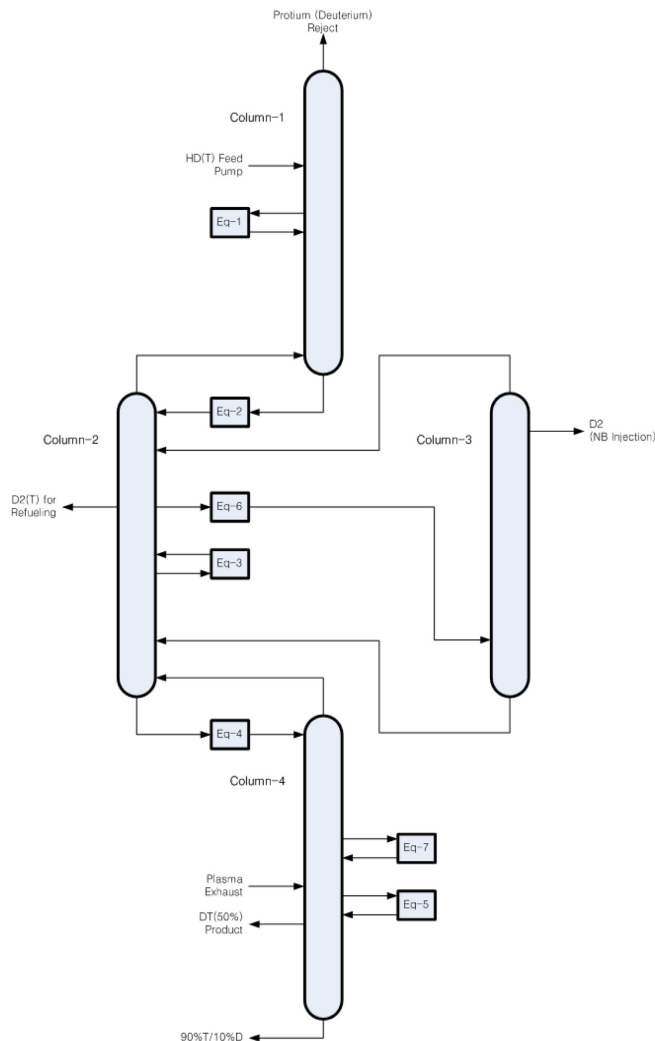 Protium (Deuterium)
Reject
Column-1
HD(T) Feed
Pump
Eq-1
Eq-2
Column-2
Column-3
D2
(NB Injection)
D2(T) for
Refueling
Eq-6
Eq-3
Eq-4
Column-4
Eq-7
Plasma
Exhaust
Eq-5
DT(50%)
Product
90%T/10%D